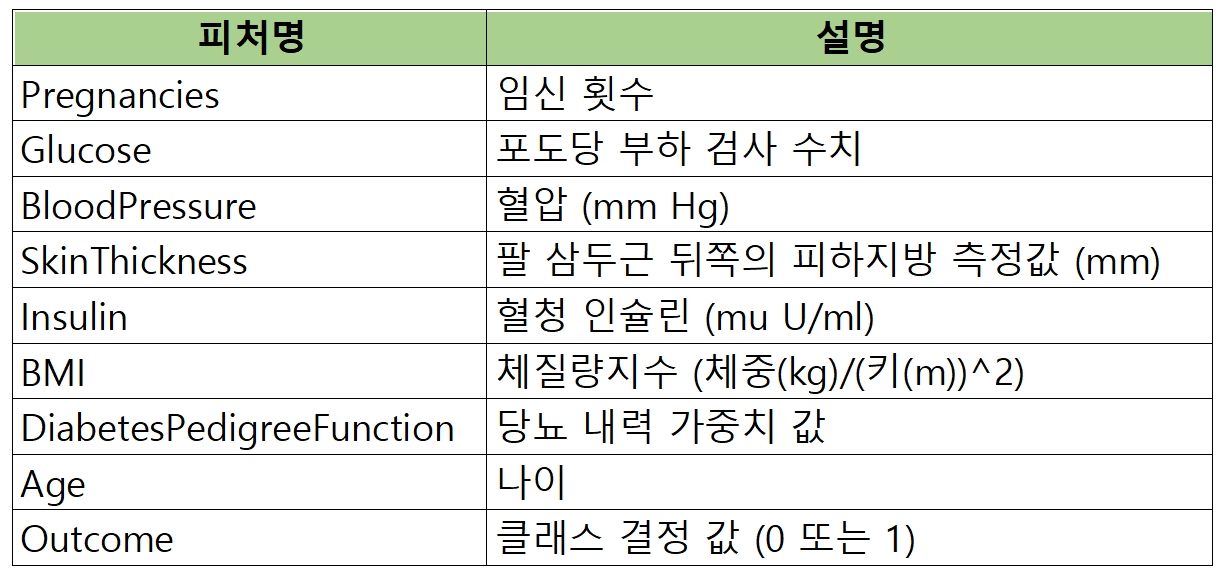 피처명 설명
Pregnancies 임신 횟수
Glucose 포도당 부하 검사 수치
BloodPressure 혈압 (mm Hg)
SkinThickness 팔 삼두근 뒤쪽의 피하지방 측정값 (mm)
Insulin 혈청 인슐린 (mu U/ml)
BMI 체질량지수 (체중(kg)/(키(m))^2)
DiabetesPedigreeFunction 당뇨 내력 가중치 값
Age 나이
Outcome 클래스 결정 값 (0 또는 1)